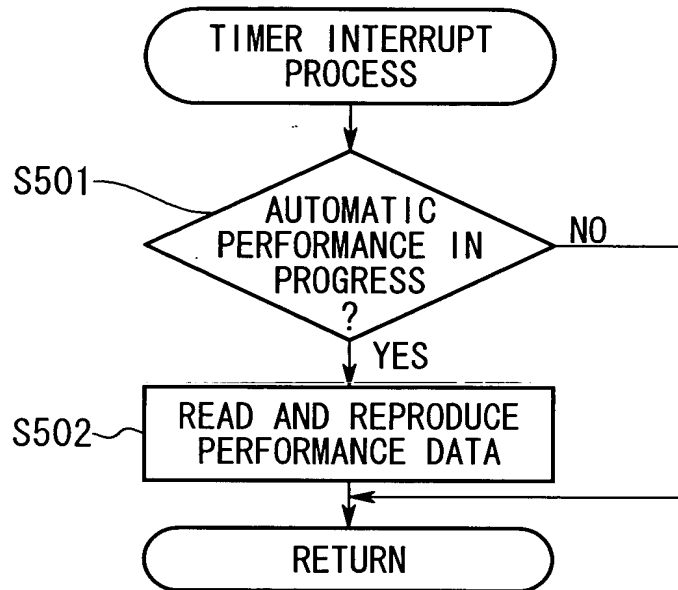 TIMER INTERRUPT
PROCESS
S501
AUTOMATIC
PERFORMANCE IN
PROGRESS
?
NO
YES
S502
READ AND REPRODUCE
PERFORMANCE DATA
RETURN